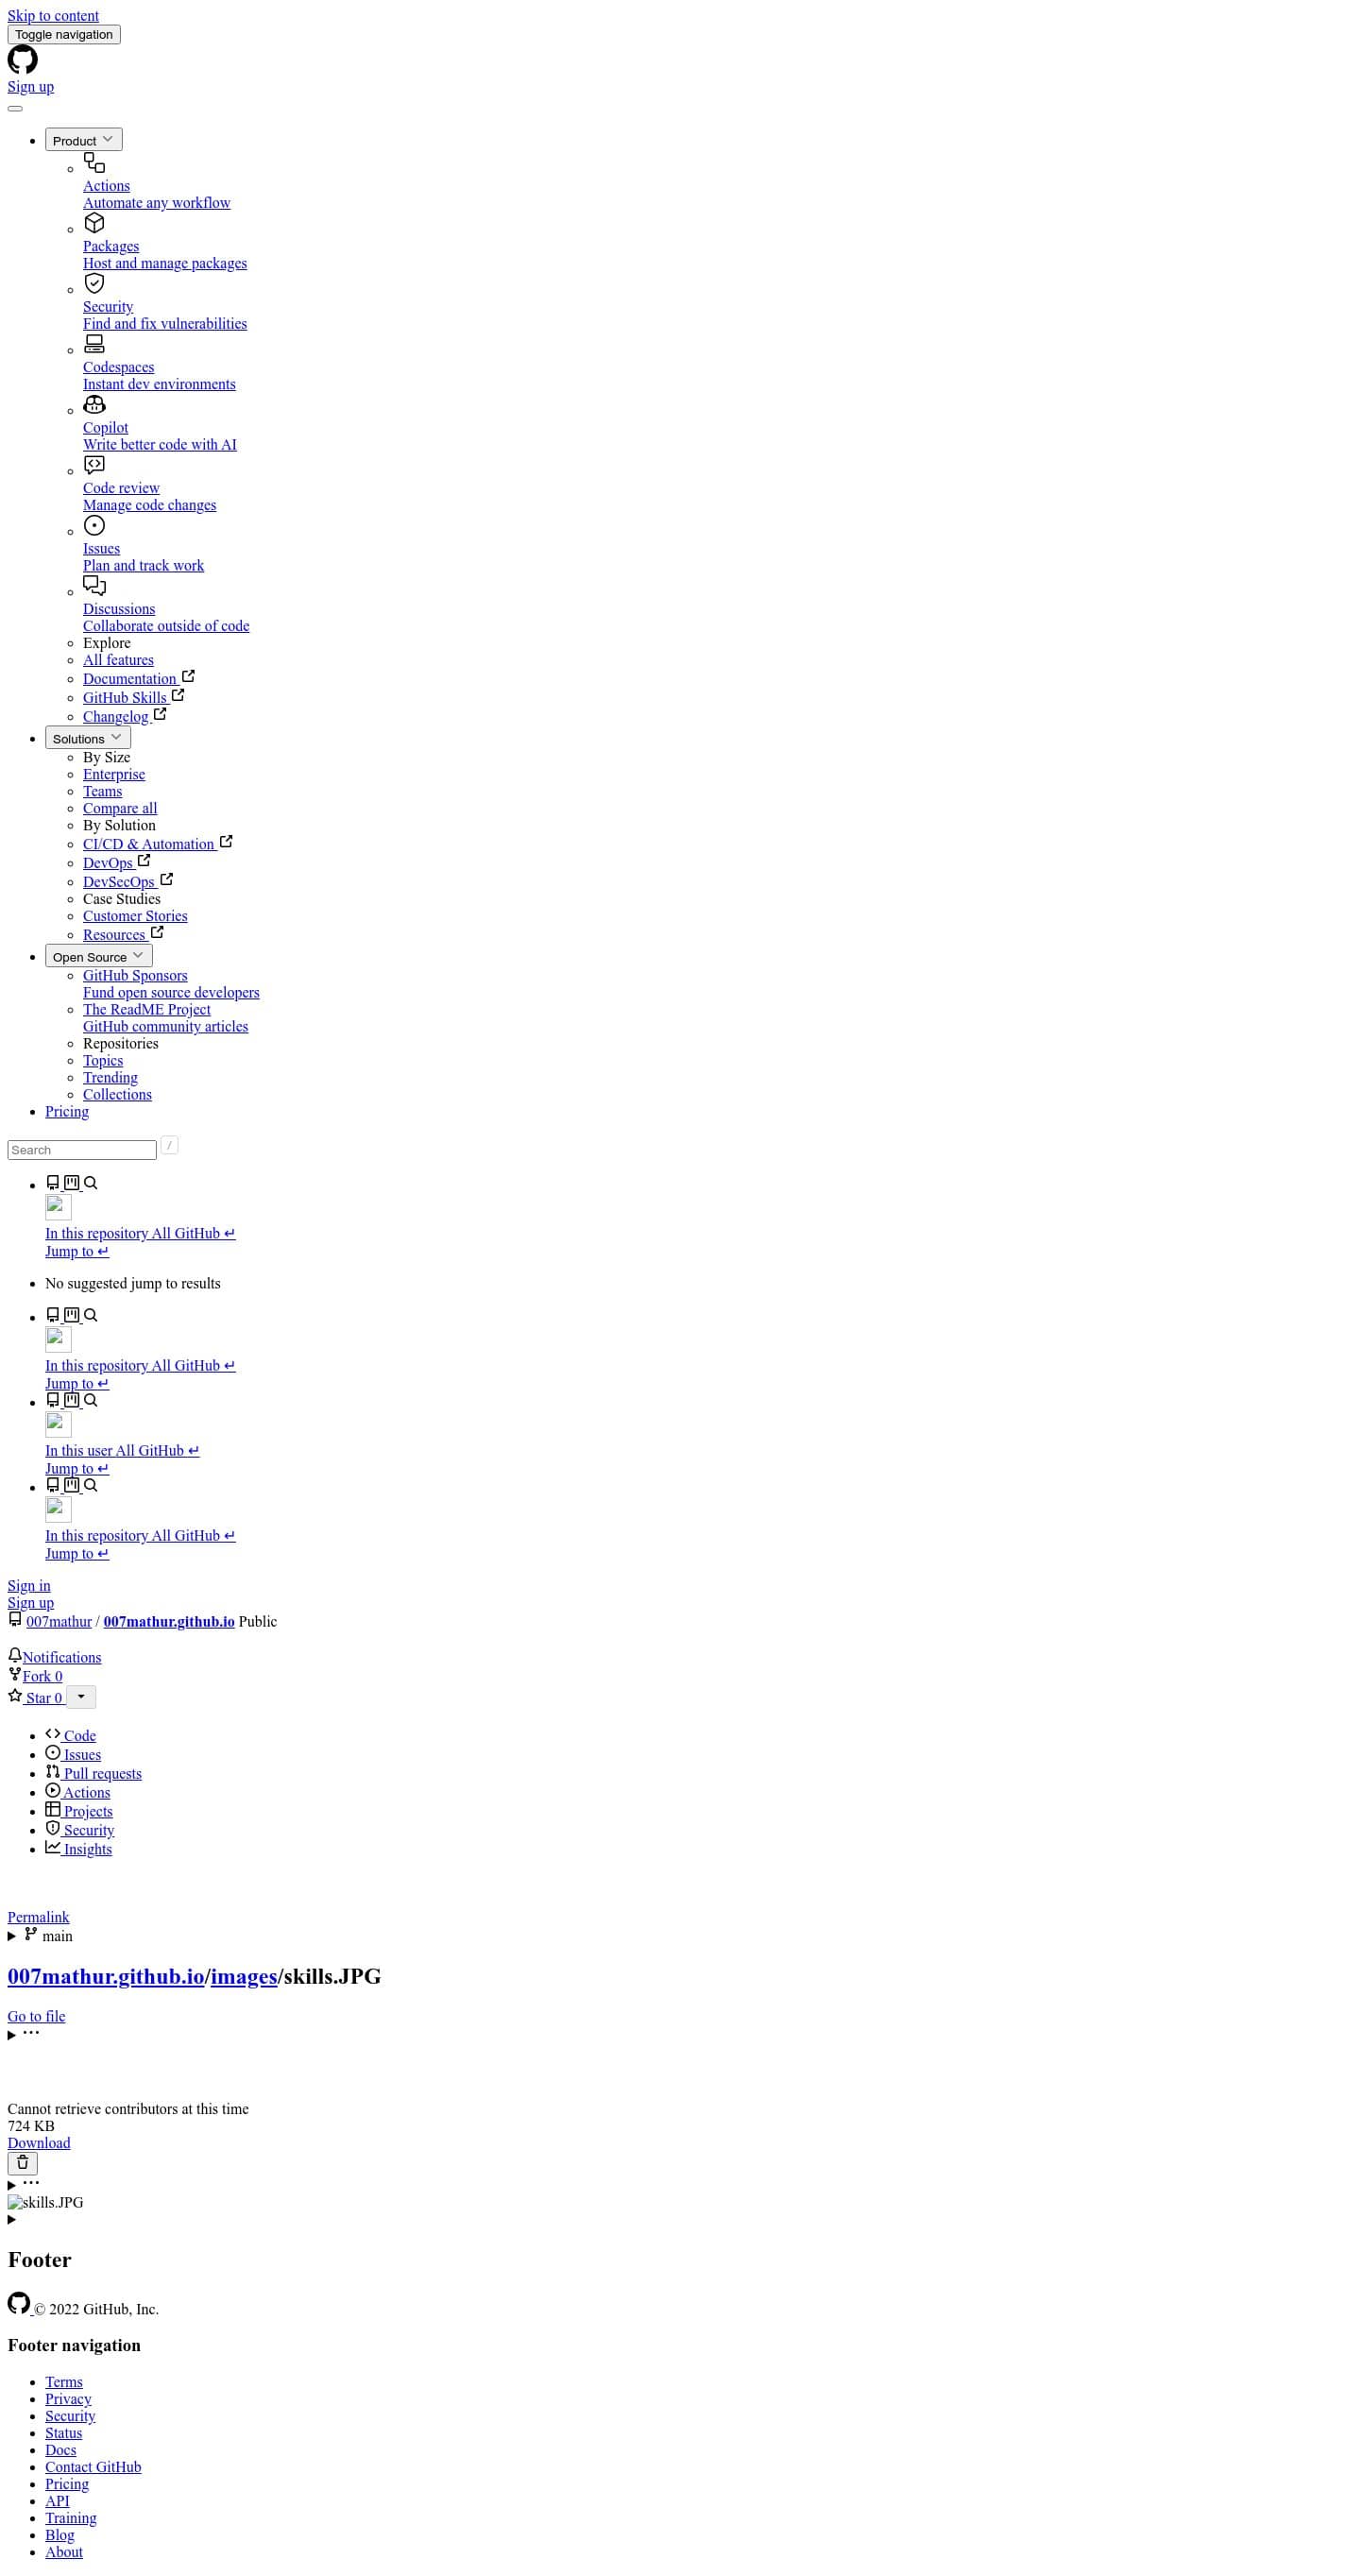 Skip to content
Toggle navigation
Sign up
Product
Actions
Automate any workflow
Packages
Host and manage packages
Security
Find and fix vulnerabilities
Codespaces
Instant dev environments
Copilot
Write better code with AI
Code review
Manage code changes
Issues
Plan and track work
Discussions
Collaborate outside of code
Explore
All features
Documentation
GitHub Skills
Changelog
Solutions
By Size
Enterprise
Teams
Compare all
By Solution
CI/CD & Automation
DevOps
DevSecOps
Case Studies
Customer Stories
Resources
Open Source
GitHub Sponsors
Fund open source developers
The ReadME Project
GitHub community articles
Repositories
Topics
Trending
Collections
Pricing
Search /
In this repository All GitHub ↵
Jump to ↵
No suggested jump to results
In this repository All GitHub ↵
Jump to ↵
In this user All GitHub ↵
Jump to ↵
In this repository All GitHub ↵
Jump to ↵
Sign in
Sign up
007mathur / 007mathur.github.io Public
Notifications
Fork 0
Star 0
Code
Issues
Pull requests
Actions
Projects
Security
Insights
Permalink
main
007mathur.github.io/images/skills.JPG
Go to file
Cannot retrieve contributors at this time
724 KB
Download
skills.JPG
Footer
© 2022 GitHub, Inc.
Footer navigation
Terms
Privacy
Security
Status
Docs
Contact GitHub
Pricing
API
Training
Blog
About